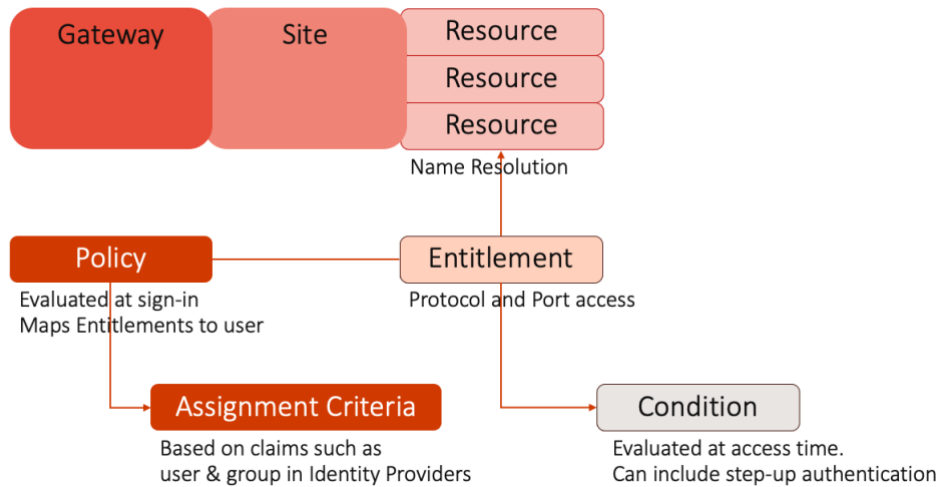 Gateway
Site
Resource
Resource
Resource
Name Resolution
Policy
Entitlement
Evaluated at sign-in
Maps Entitlements to user
Protocol and Port access
Assignment Criteria
Condition
Based on claims such as
user & group in Identity Providers
Evaluated at access time.
Can include step-up authentication